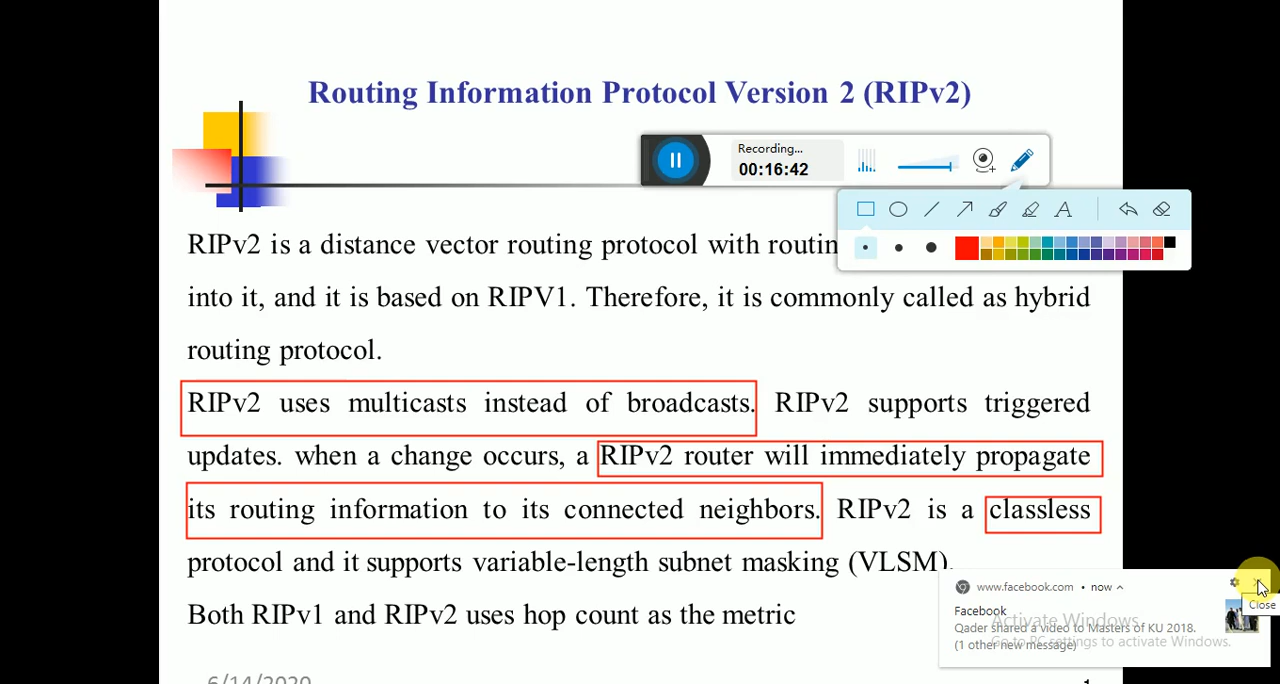 Routing Information Protocol Version 2 (RIPv2)
Recording...
00:16:42
A
RIPv2 is a distance vector routing protocol with routin
into it, and it is based on RIPV1. Therefore, it is commonly called as hybrid
routing protocol.
RIPv2 uses multicasts instead of broadcasts. RIPv2 supports triggered
updates. when a change occurs, a RIPv2 router will immediately propagate
its routing information to its connected neighbors. RIPv2 is a classless
protocol and it supports variable-length subnet masking (VLSM).
Both RIPv1 and RIPv2 uses hop count as the metric
www.facebook.com • now
Close
Facebook
Activate Windows
Qader shared a video to Masters of KU 2018.
Go to PC settings to activate Windows.
(1 other new message)
6/14/2020
1